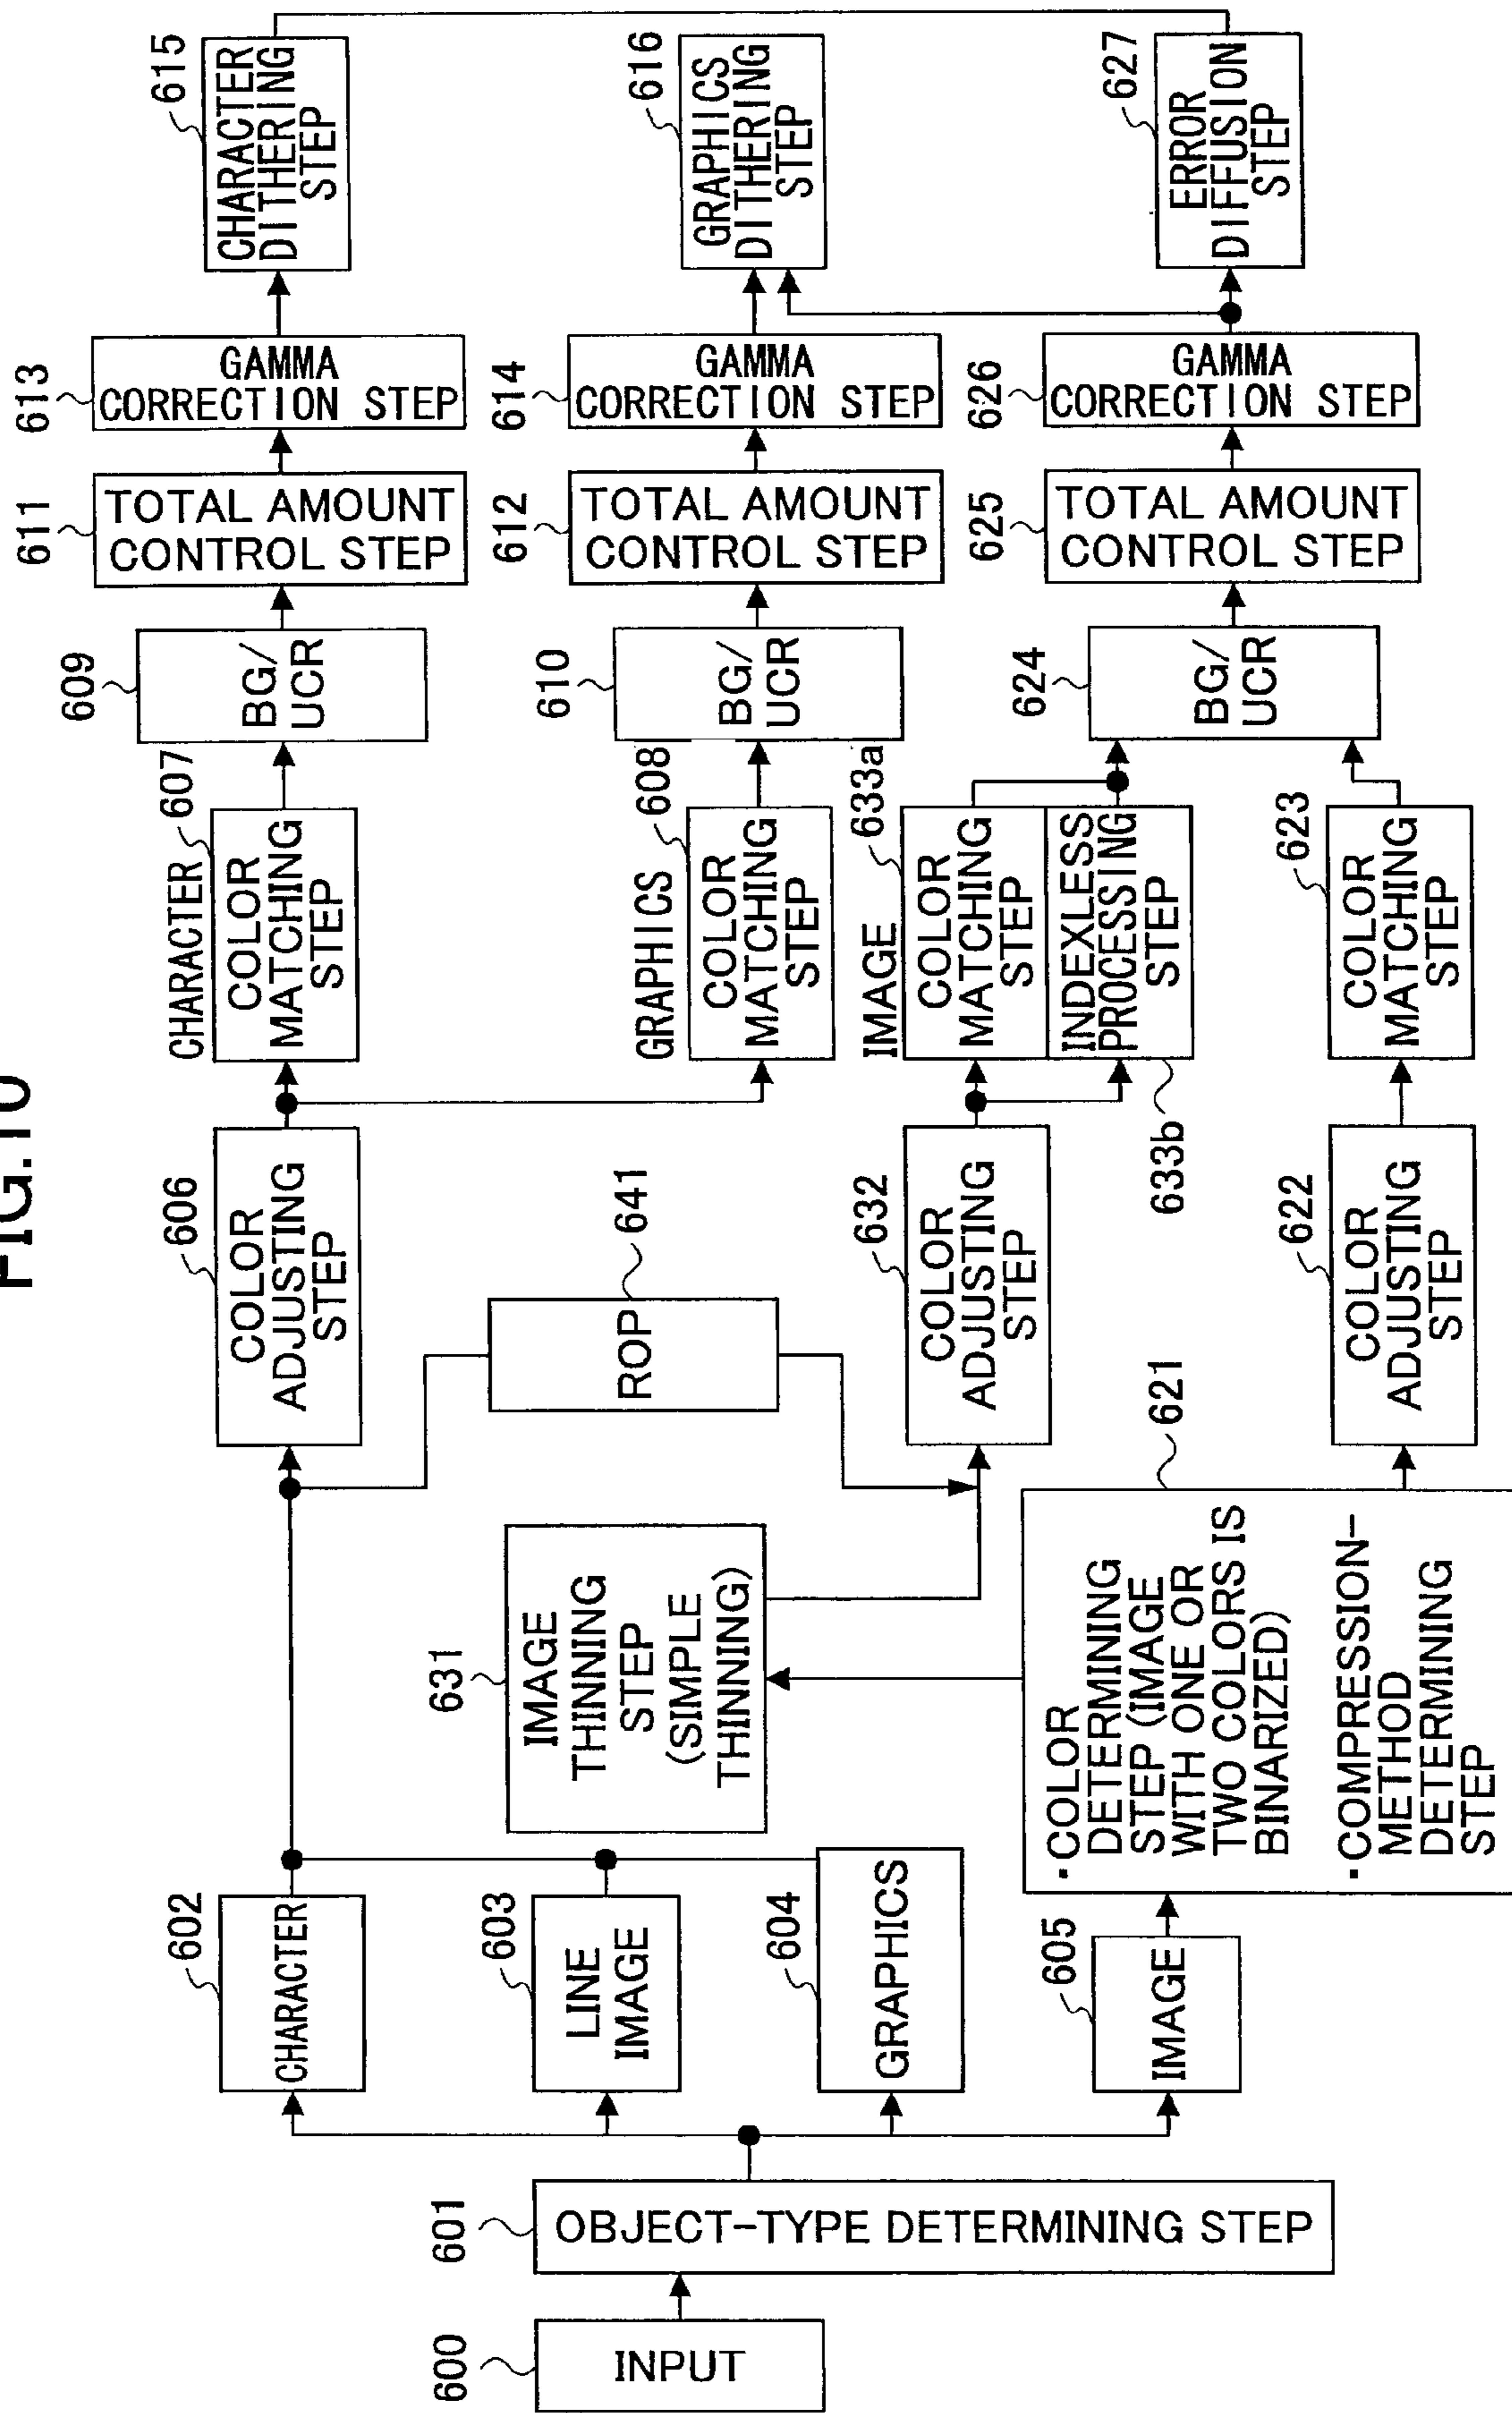 FIG.10
600
INPUT
601
OBJECT-TYPE DETERMINING STEP
602
CHARACTER
603
LINE
IMAGE
604
GRAPHICS
605
IMAGE
631
IMAGE
THINNING
STEP
(SIMPLE
THINNING)
621
・COLOR
DETERMINING
STEP (IMAGE
WITH ONE OR
TWO COLORS IS
BINARIZED)
・COMPRESSION-
METHOD
DETERMINING
STEP
606
COLOR
ADJUSTING
STEP
641
ROP
632
COLOR
ADJUSTING
STEP
622
COLOR
ADJUSTING
STEP
CHARACTER
607
COLOR
MATCHING
STEP
GRAPHICS
608
COLOR
MATCHING
STEP
IMAGE
633a
COLOR
MATCHING
STEP
INDEXLESS
PROCESSING
STEP
633b
623
COLOR
MATCHING
STEP
609
BG/
UCR
610
BG/
UCR
624
BG/
UCR
611
TOTAL AMOUNT
CONTROL STEP
612
TOTAL AMOUNT
CONTROL STEP
625
TOTAL AMOUNT
CONTROL STEP
613
GAMMA
CORRECTION STEP
614
GAMMA
CORRECTION STEP
626
GAMMA
CORRECTION STEP
615
CHARACTER
DITHERING
STEP
616
GRAPHICS
DITHERING
STEP
627
ERROR
DIFFUSION
STEP